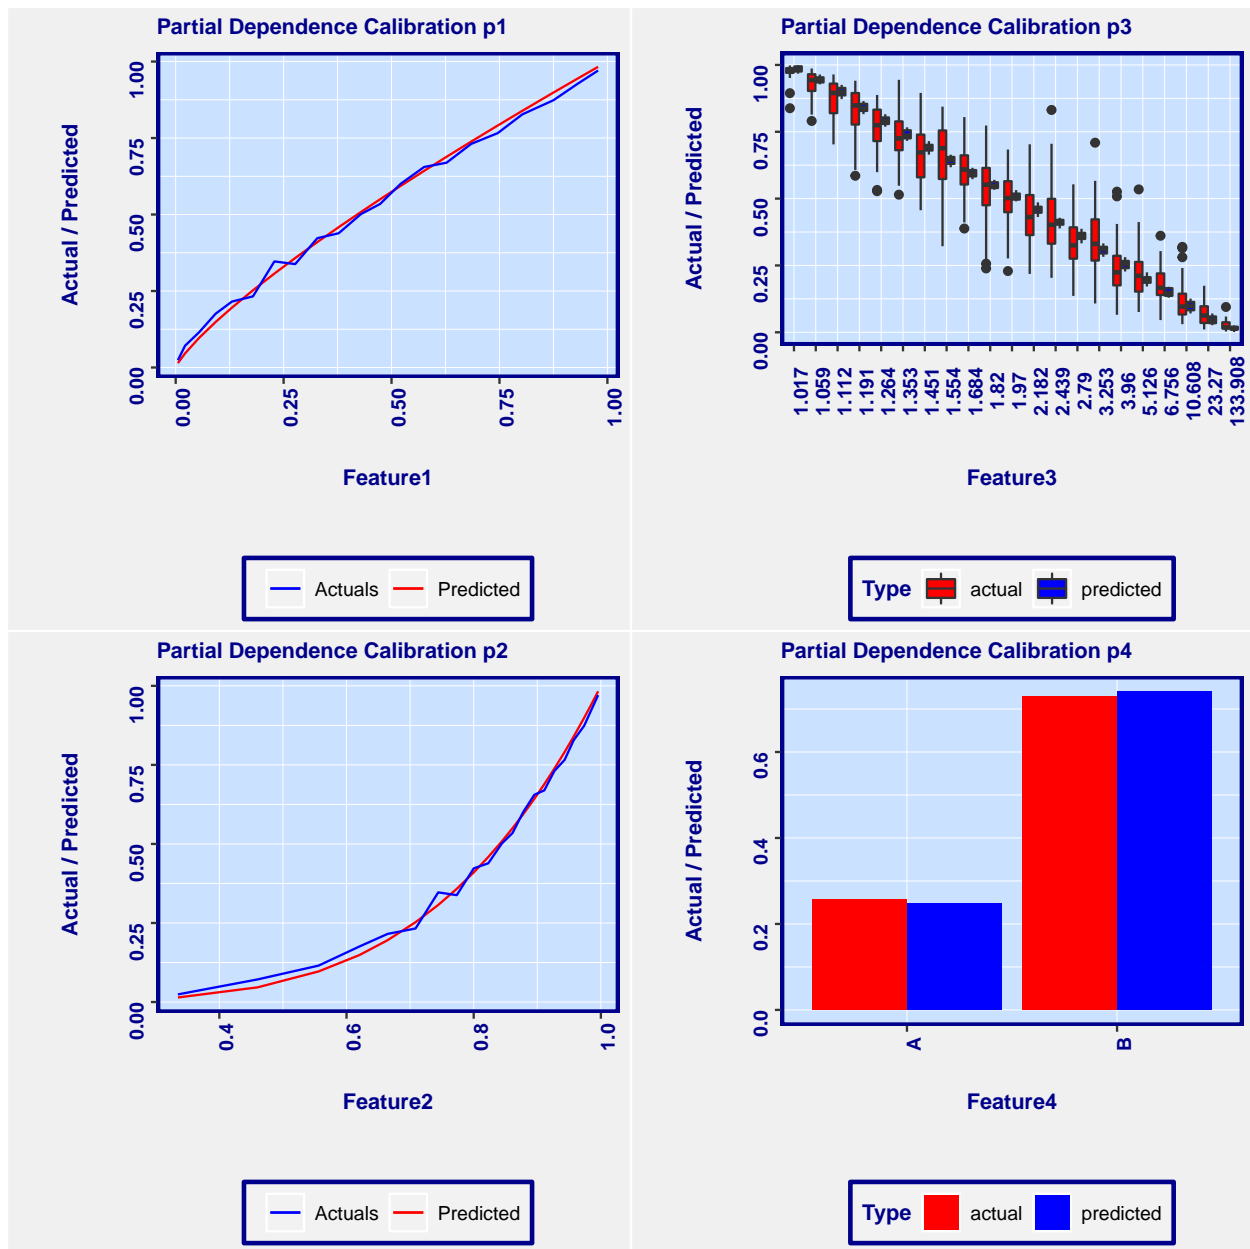 Partial Dependence Calibration p1
Actual / Predicted
1.00
0.75
0.50
0.25
0.00
0.00
0.25
0.50
0.75
1.00
Feature1
Actuals
Predicted
Partial Dependence Calibration p3
Actual / Predicted
1.00
0.75
0.50
0.25
0.00
1.017
1.059
1.112
1.191
1.264
1.353
1.451
1.554
1.684
1.82
1.97
2.182
2.439
2.79
3.253
3.96
5.126
6.756
10.608
23.27
133.908
Feature3
Type
actual
predicted
Partial Dependence Calibration p2
Actual / Predicted
1.00
0.75
0.50
0.25
0.00
0.4
0.6
0.8
1.0
Feature2
Actuals
Predicted
Partial Dependence Calibration p4
Actual / Predicted
0.6
0.4
0.2
0.0
A
B
Feature4
Type
actual
predicted